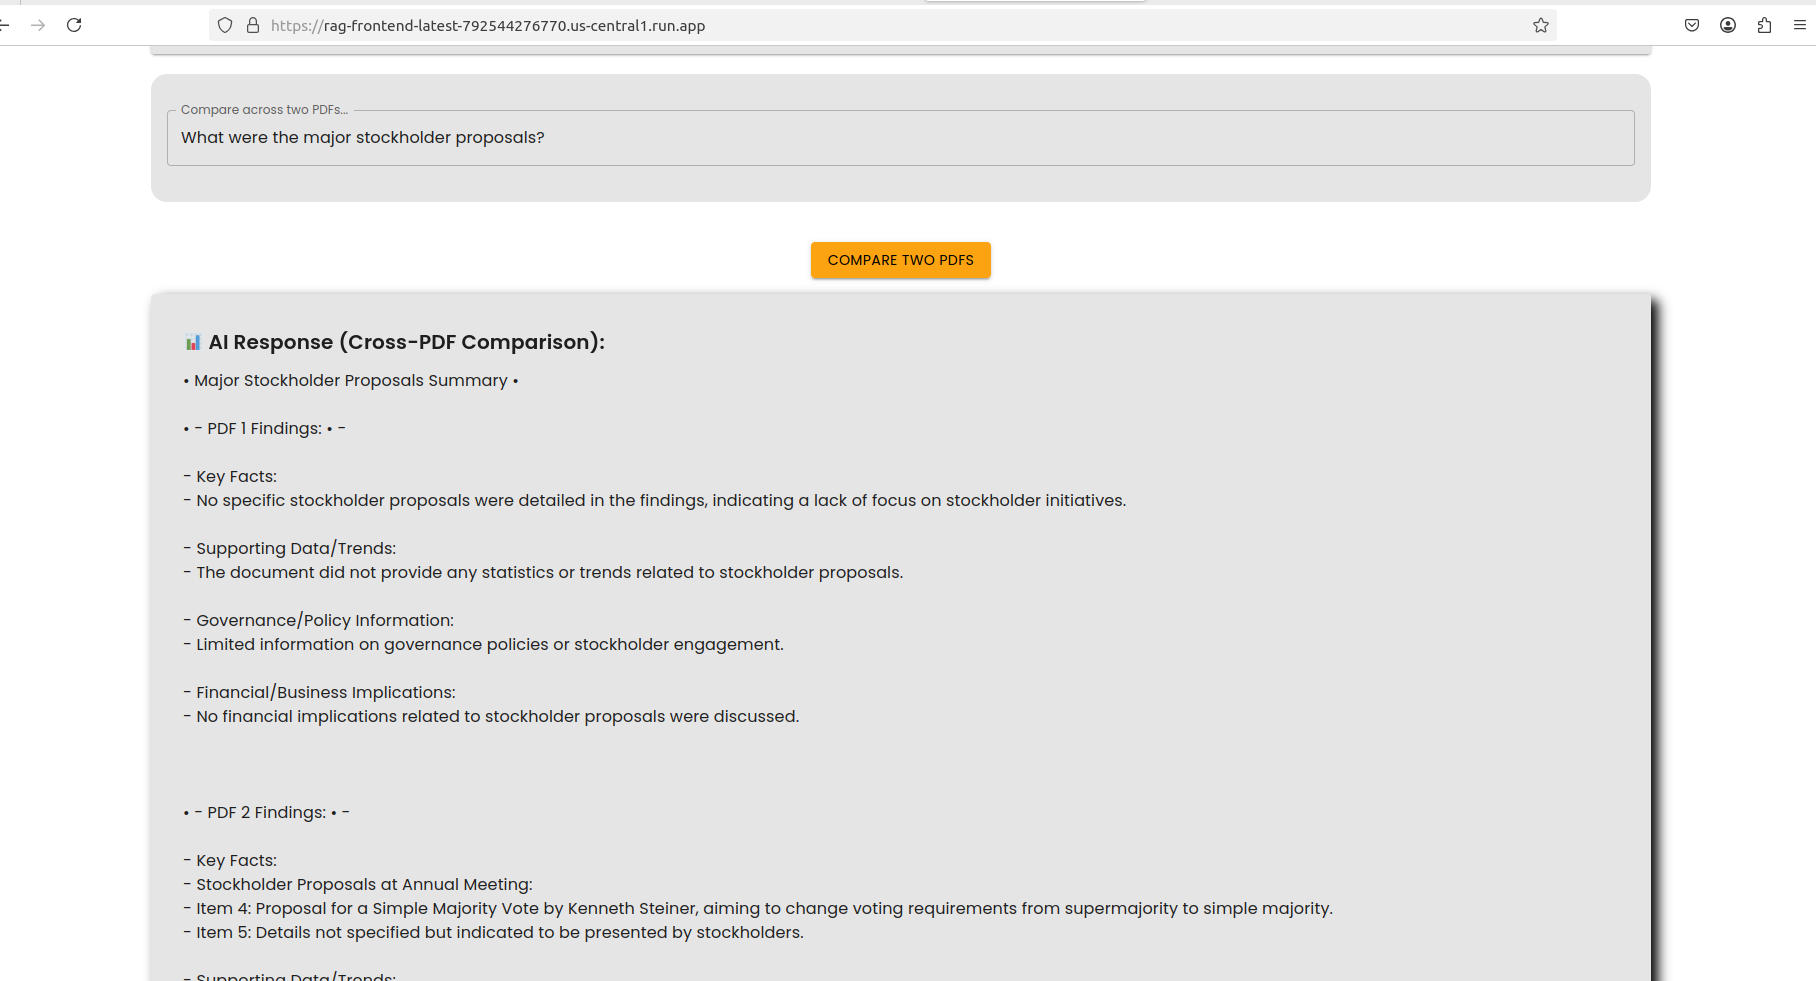 https://rag-frontend-latest-792544276770.us-central1.run.app
Compare across two PDFs...
What were the major stockholder proposals?
COMPARE TWO PDFS
📊 AI Response (Cross-PDF Comparison):
• Major Stockholder Proposals Summary •
• - PDF 1 Findings: • -
- Key Facts:
- No specific stockholder proposals were detailed in the findings, indicating a lack of focus on stockholder initiatives.
- Supporting Data/Trends:
- The document did not provide any statistics or trends related to stockholder proposals.
- Governance/Policy Information:
- Limited information on governance policies or stockholder engagement.
- Financial/Business Implications:
- No financial implications related to stockholder proposals were discussed.
• - PDF 2 Findings: • -
- Key Facts:
- Stockholder Proposals at Annual Meeting:
- Item 4: Proposal for a Simple Majority Vote by Kenneth Steiner, aiming to change voting requirements from supermajority to simple majority.
- Item 5: Details not specified but indicated to be presented by stockholders.
- Supporting Data/Trends: